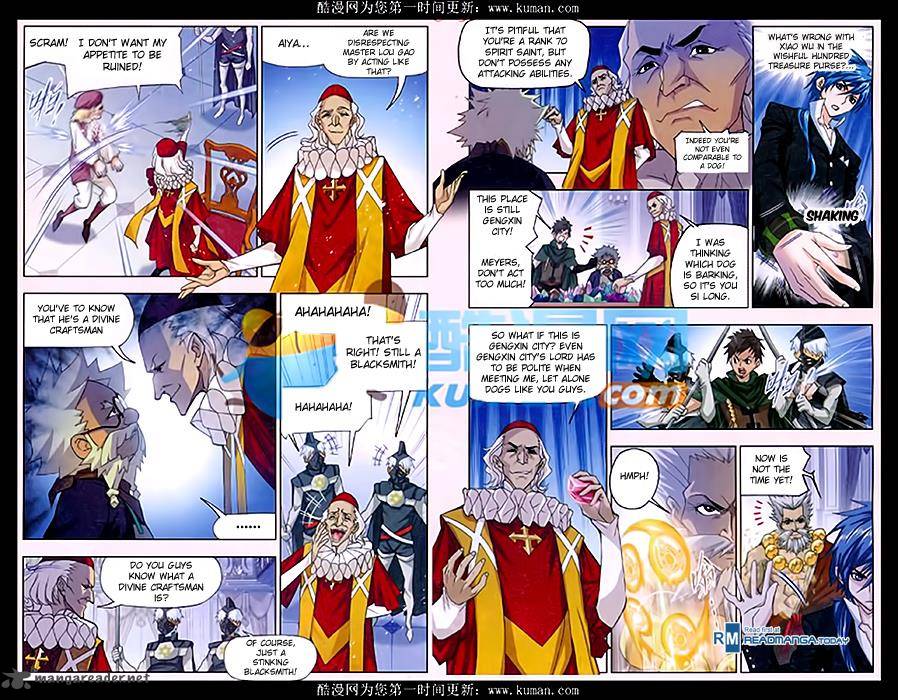 酷漫网为您第一时间更新：www.kuman.com
SCRAM! I DON'T WANT MY
APPETITE TO BE
RUINED!
AIYA...
ARE WE
DISRESPECTING
MASTER LOU GAO
BY ACTING LIKE
THAT?
YOU'VE TO KNOW
THAT HE'S A DIVINE
CRAFTSMAN
......
AHAHAHAHA!
THAT'S
RIGHT! STILL A
BLACKSMITH!
HAHAHAHA!
DO YOU GUYS
KNOW WHAT A
DIVINE CRAFTSMAN
IS?
OF COURSE,
JUST A
STINKING
BLACKSMITH!
IT'S PITIFUL THAT
YOU'RE A RANK 70
SPIRIT SAINT, BUT
DON'T POSSESS ANY
ATTACKING ABILITIES.
INDEED YOU'RE
NOT EVEN
COMPARABLE TO
A DOG!
WHAT'S WRONG WITH
XIAO WU IN THE
WISHFUL HUNDRED
TREASURE PURSE?...
SHAKING
THIS PLACE
IS STILL
GENGXIN
CITY!
MEYERS,
DON'T ACT
TOO MUCH!
I WAS
THINKING
WHICH DOG
IS BARKING,
SO IT'S YOU
SI LONG.
SO WHAT IF THIS IS
GENGXIN CITY? EVEN
GENGXIN CITY'S LORD HAS
TO BE POLITE WHEN
MEETING ME, LET ALONE
DOGS LIKE YOU GUYS.
HMPH!
NOW IS
NOT THE
TIME YET!
酷漫网
KUMAN.com
RM
Read first at
READMANGA.TODAY
mangareader.net
酷漫网为您第一时间更新：www.kuman.com